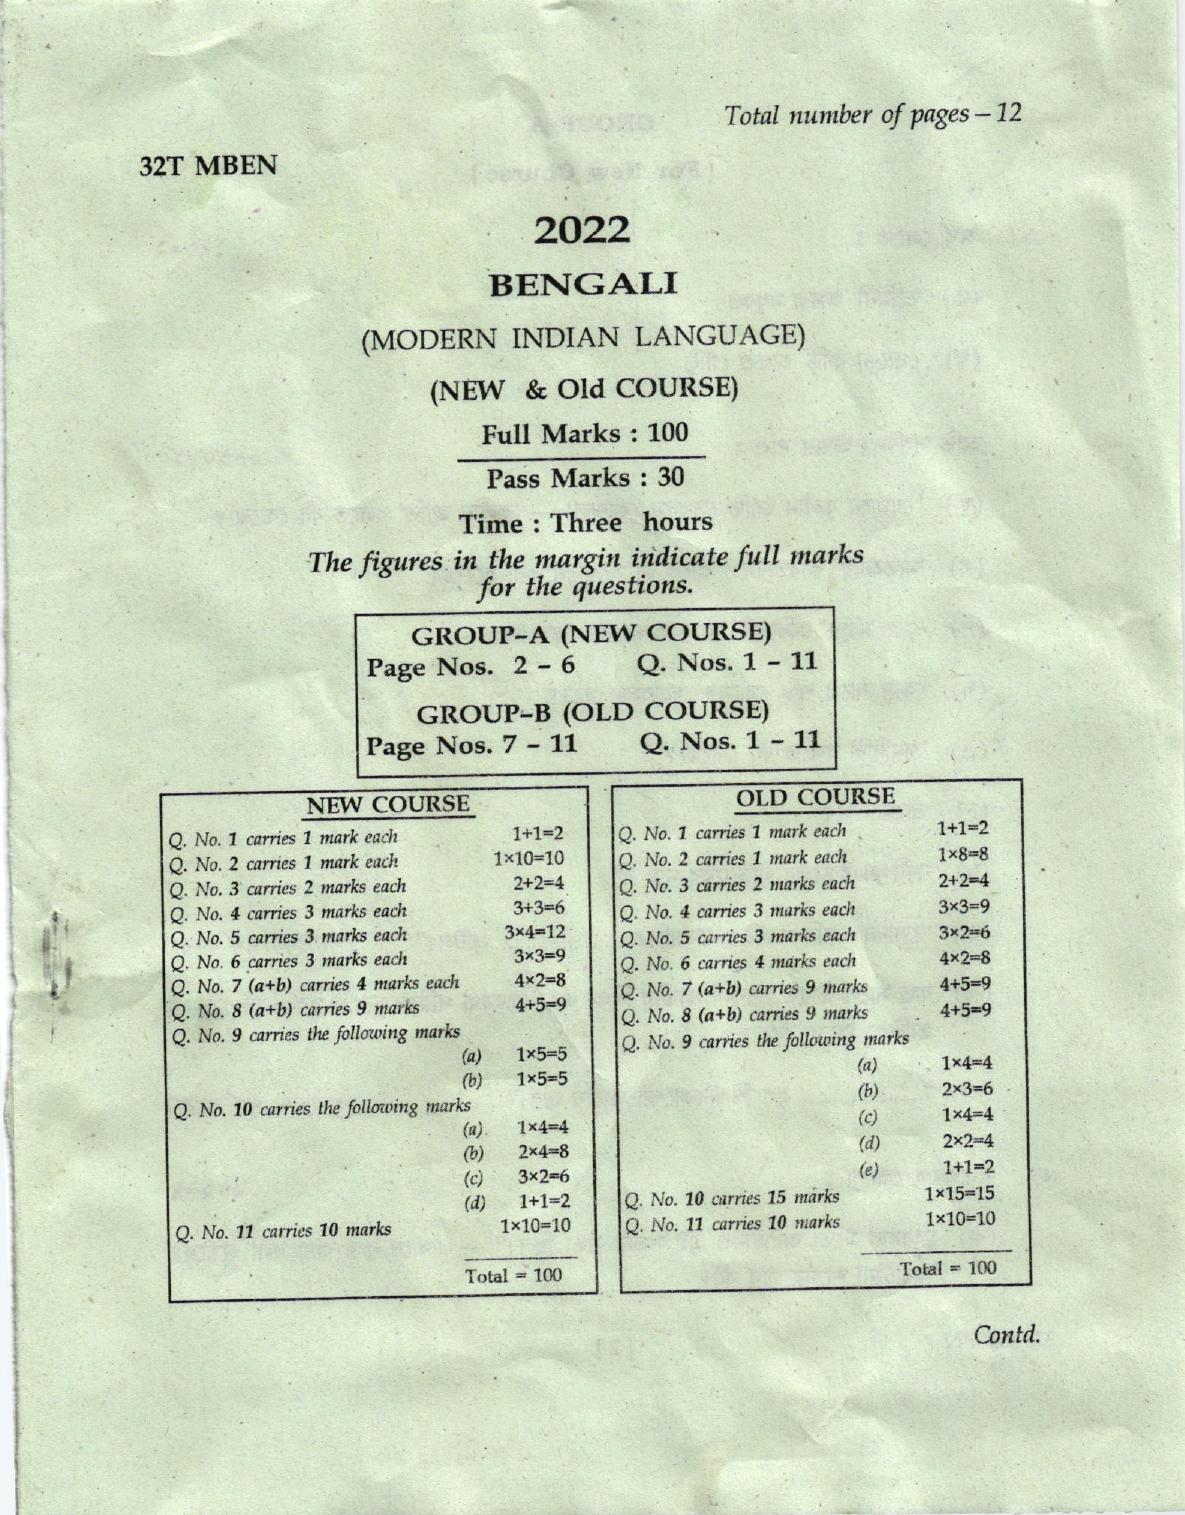 Total number of pages – 12
32T MBEN
2022
BENGALI
(MODERN INDIAN LANGUAGE)
(NEW & Old COURSE)
Full Marks : 100
Pass Marks : 30
Time : Three hours
The figures in the margin indicate full marks
for the questions.
GROUP–A (NEW COURSE)
Page Nos. 2 – 6 Q. Nos. 1 – 11
GROUP–B (OLD COURSE)
Page Nos. 7 – 11 Q. Nos. 1 – 11
NEW COURSE
Q. No. 1 carries 1 mark each 1+1=2
Q. No. 2 carries 1 mark each 1×10=10
Q. No. 3 carries 2 marks each 2+2=4
Q. No. 4 carries 3 marks each 3+3=6
Q. No. 5 carries 3 marks each 3×4=12
Q. No. 6 carries 3 marks each 3×3=9
Q. No. 7 (a+b) carries 4 marks each 4×2=8
Q. No. 8 (a+b) carries 9 marks 4+5=9
Q. No. 9 carries the following marks
(a) 1×5=5
(b) 1×5=5
Q. No. 10 carries the following marks
(a) 1×4=4
(b) 2×4=8
(c) 3×2=6
(d) 1+1=2
Q. No. 11 carries 10 marks 1×10=10
Total = 100
OLD COURSE
Q. No. 1 carries 1 mark each 1+1=2
Q. No. 2 carries 1 mark each 1×8=8
Q. No. 3 carries 2 marks each 2+2=4
Q. No. 4 carries 3 marks each 3×3=9
Q. No. 5 carries 3 marks each 3×2=6
Q. No. 6 carries 4 marks each 4×2=8
Q. No. 7 (a+b) carries 9 marks 4+5=9
Q. No. 8 (a+b) carries 9 marks 4+5=9
Q. No. 9 carries the following marks
(a) 1×4=4
(b) 2×3=6
(c) 1×4=4
(d) 2×2=4
(e) 1+1=2
Q. No. 10 carries 15 marks 1×15=15
Q. No. 11 carries 10 marks 1×10=10
Total = 100
Contd.